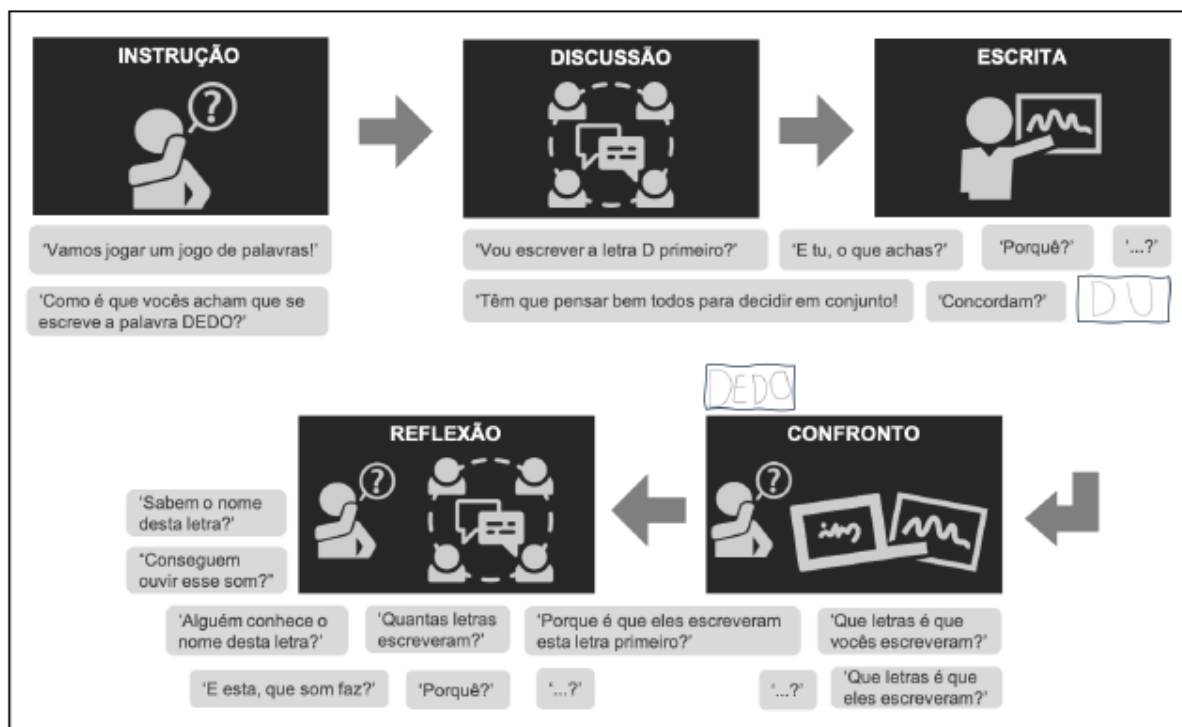 INSTRUÇÃO
'Vamos jogar um jogo de palavras!'
'Como é que vocês acham que se
escreve a palavra DEDO?'
DISCUSSÃO
'Vou escrever a letra D primeiro?'
'E tu, o que achas?'
'Porquê?'
'...?'
'Têm que pensar bem todos para decidir em conjunto!
'Concordam?'
D U
ESCRITA
DEDO
CONFRONTO
'Que letras é que
vocês escreveram?'
'Que letras é que
eles escreveram?'
'...?'
REFLEXÃO
'Sabem o nome
desta letra?'
"Conseguem
ouvir esse som?"
'Alguém conhece o
nome desta letra?'
'Quantas letras
escreveram?'
'Porque é que eles escreveram
esta letra primeiro?'
'E esta, que som faz?'
'Porquê?'
'...?'